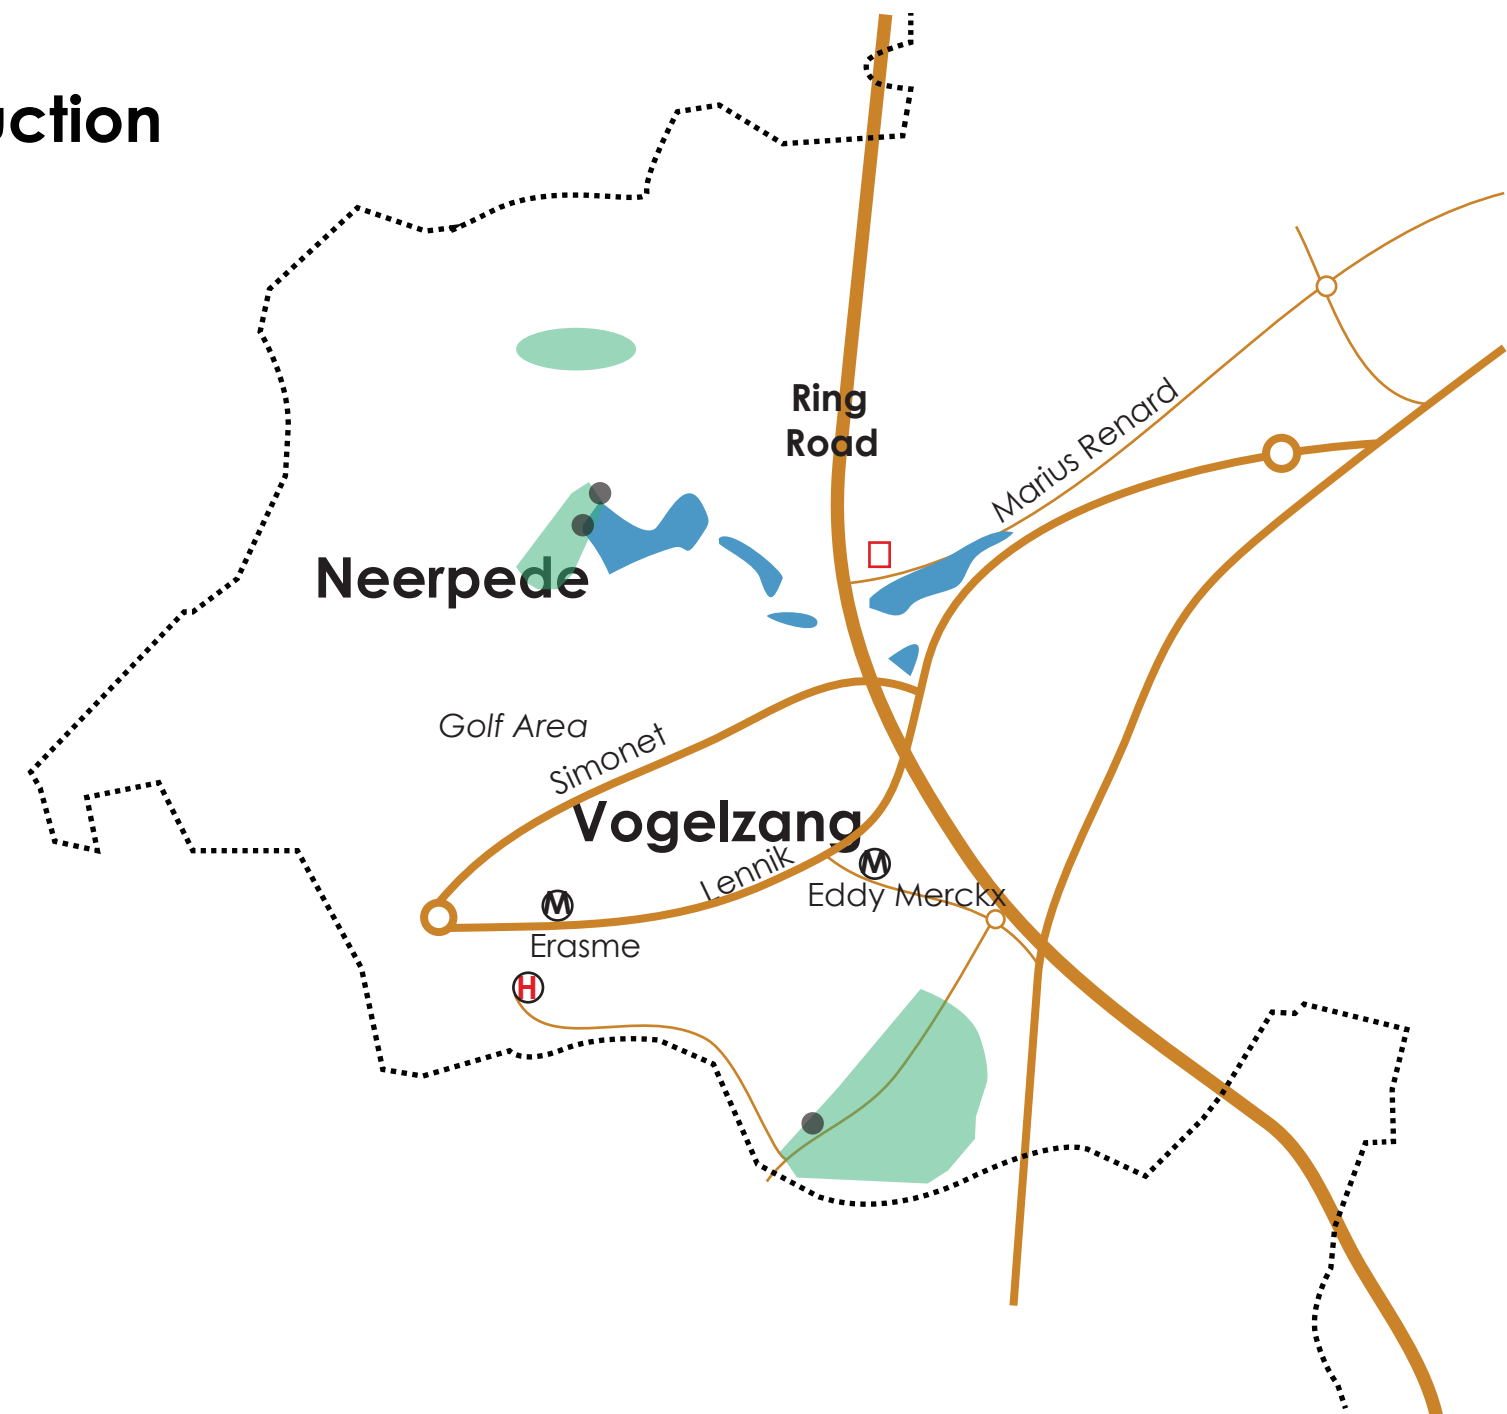 uction
Ring
Road
Marius Renard
Neerpede
Golf Area
Simonet
Vogelzang
Lennik
M
Eddy Merckx
M
Erasme
H